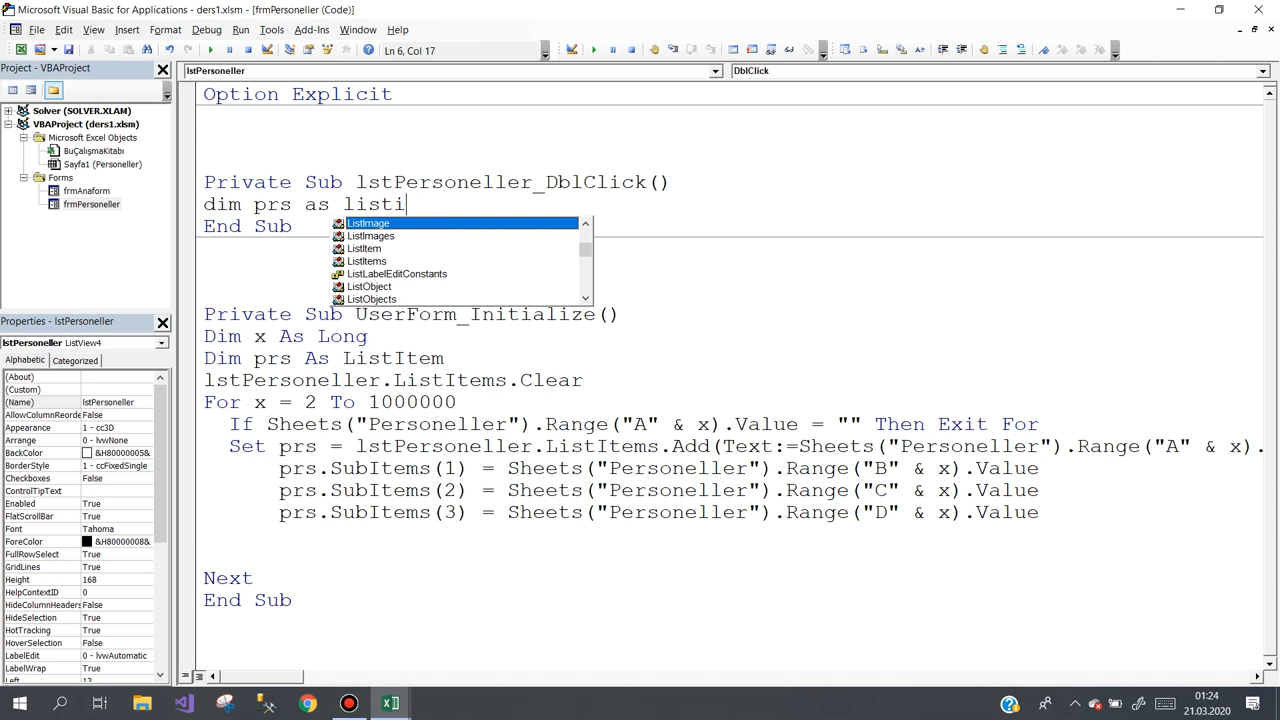 Microsoft Visual Basic for Applications - ders1.xlsm - [frmPersoneller (Code)]
File Edit View Insert Format Debug Run Tools Add-Ins Window Help
Ln 6, Col 17
Project - VBAProject
lstPersoneller
DblClick
Solver (SOLVER.XLAM)
VBAProject (ders1.xlsm)
Microsoft Excel Objects
BuÇalışmaKitabı
Sayfa1 (Personeller)
Forms
frmAnaform
frmPersoneller
Properties - lstPersoneller
lstPersoneller ListView4
Alphabetic Categorized
(About)
(Custom)
(Name) lstPersoneller
AllowColumnReorde False
Appearance 1 - cc3D
Arrange 0 - lvwNone
BackColor &H80000005&
BorderStyle 1 - ccFixedSingle
Checkboxes False
ControlTipText
Enabled True
FlatScrollBar True
Font Tahoma
ForeColor &H80000008&
FullRowSelect True
GridLines True
Height 168
HelpContextID 0
HideColumnHeaders False
HideSelection True
HotTracking True
HoverSelection False
LabelEdit 0 - lvwAutomatic
LabelWrap True
Left 12
Option Explicit
Private Sub lstPersoneller_DblClick()
dim prs as listi
End Sub
ListImage
ListImages
ListItem
ListItems
ListLabelEditConstants
ListObject
ListObjects
Private Sub UserForm_Initialize()
Dim x As Long
Dim prs As ListItem
lstPersoneller.ListItems.Clear
For x = 2 To 1000000
If Sheets("Personeller").Range("A" & x).Value = "" Then Exit For
Set prs = lstPersoneller.ListItems.Add(Text:=Sheets("Personeller").Range("A" & x).
prs.SubItems(1) = Sheets("Personeller").Range("B" & x).Value
prs.SubItems(2) = Sheets("Personeller").Range("C" & x).Value
prs.SubItems(3) = Sheets("Personeller").Range("D" & x).Value
Next
End Sub
01:24
21.03.2020